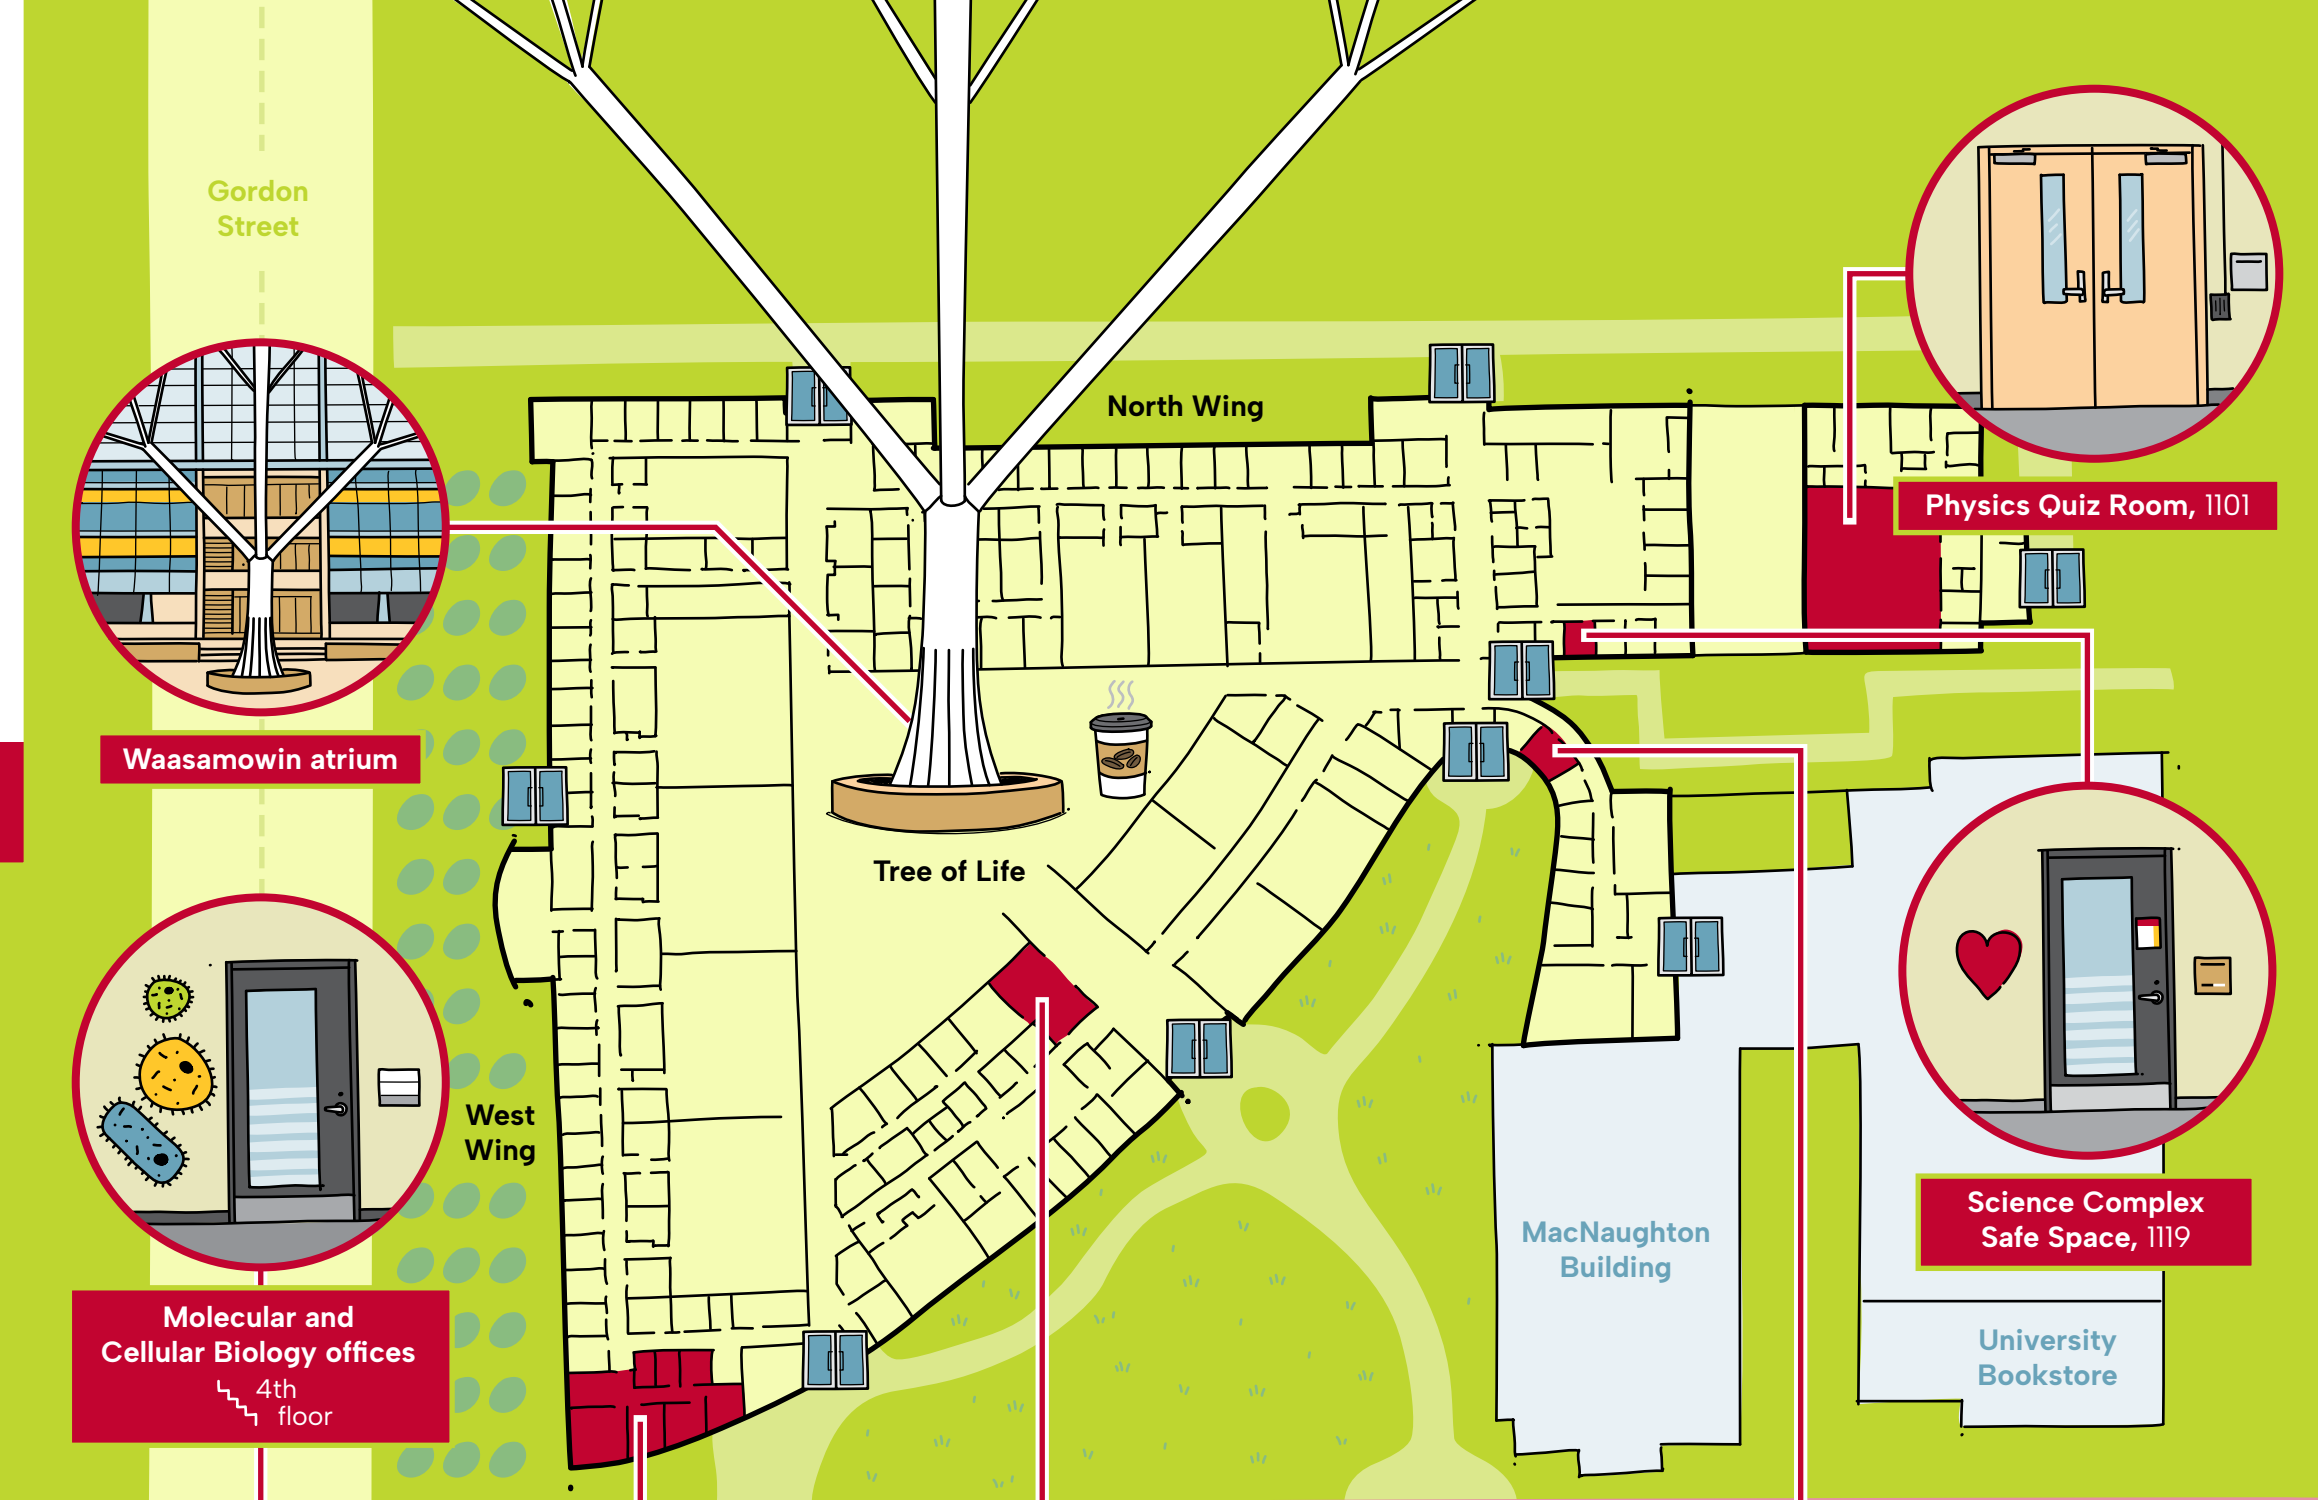 Gordon
Street
North Wing
Physics Quiz Room, 1101
Waasamowin atrium
Tree of Life
West
Wing
Science Complex
Safe Space, 1119
MacNaughton
Building
Molecular and
Cellular Biology offices
4th
floor
University
Bookstore